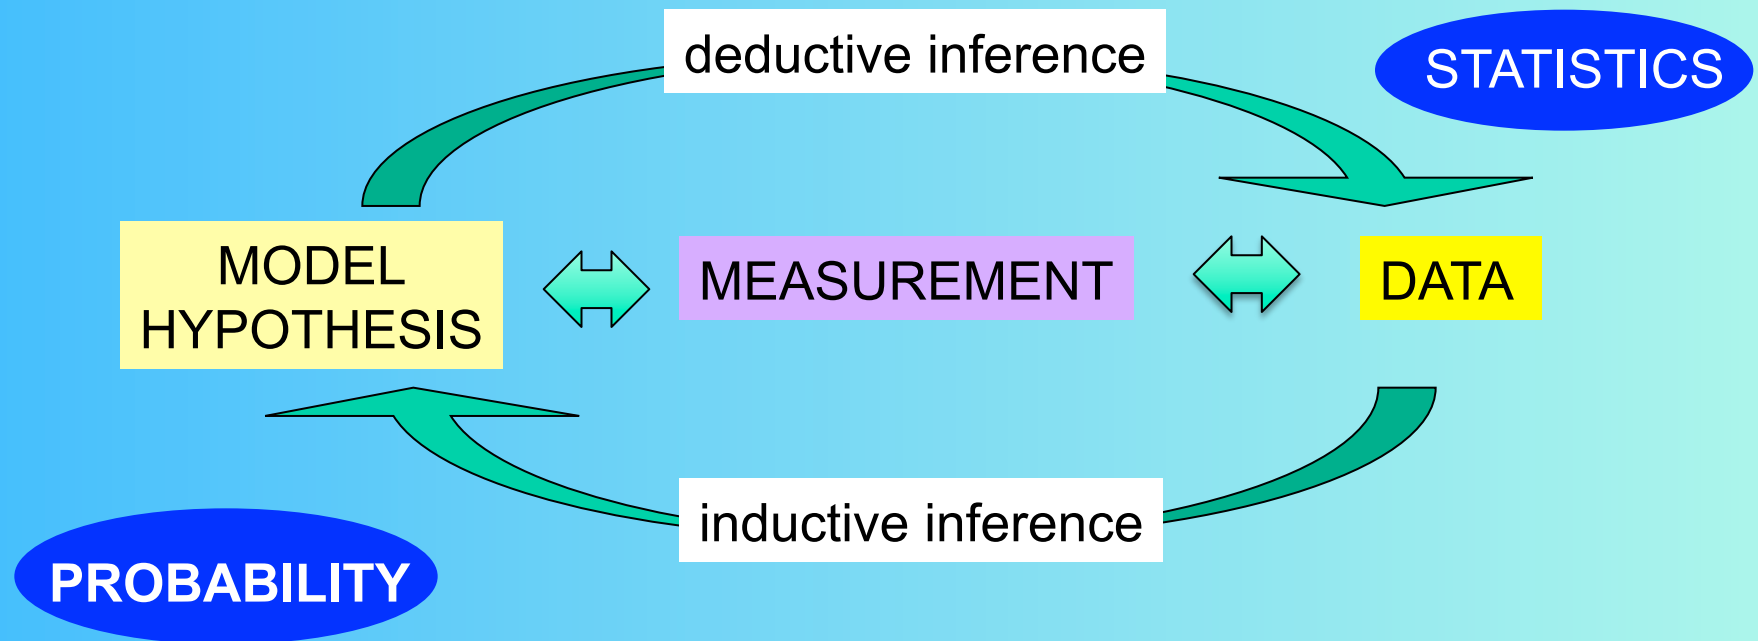 deductive inference
STATISTICS
MODEL
HYPOTHESIS
MEASUREMENT
DATA
inductive inference
PROBABILITY